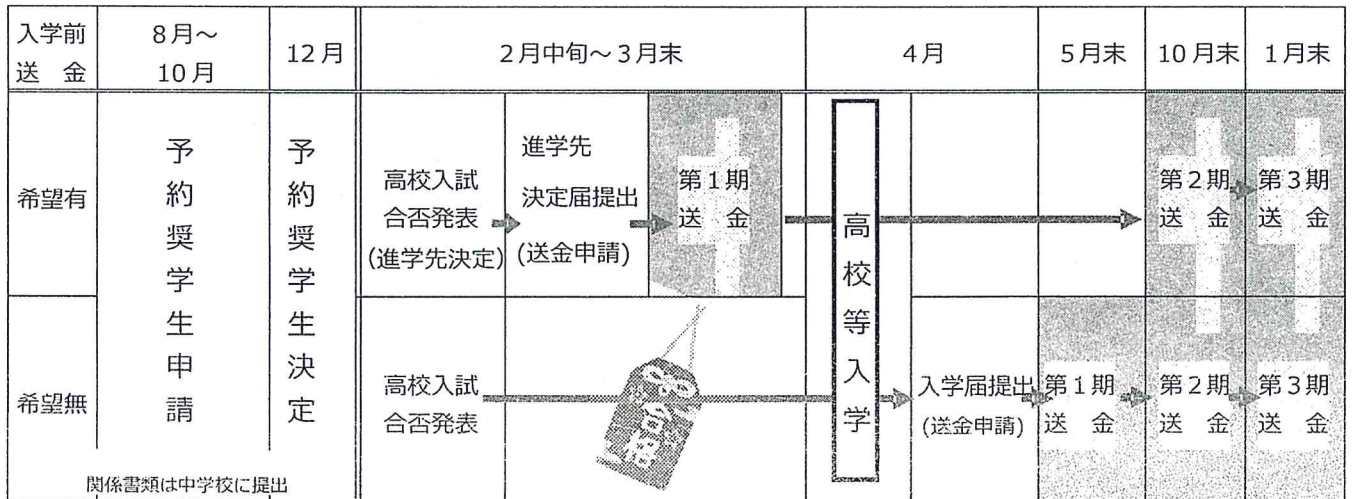 入学前
送 金
8月～
10月
12月
2月中旬～3月末
4月
5月末
10月末
1月末
希望有
予約奨学生申請
予約奨学生決定
高校入試
合否発表
(進学先決定)
進学先
決定届提出
(送金申請)
第1期
送 金
高校等入学
第2期
送 金
第3期
送 金
希望無
高校入試
合否発表
合格
入学届提出
(送金申請)
第1期
送 金
第2期
送 金
第3期
送 金
関係書類は中学校に提出